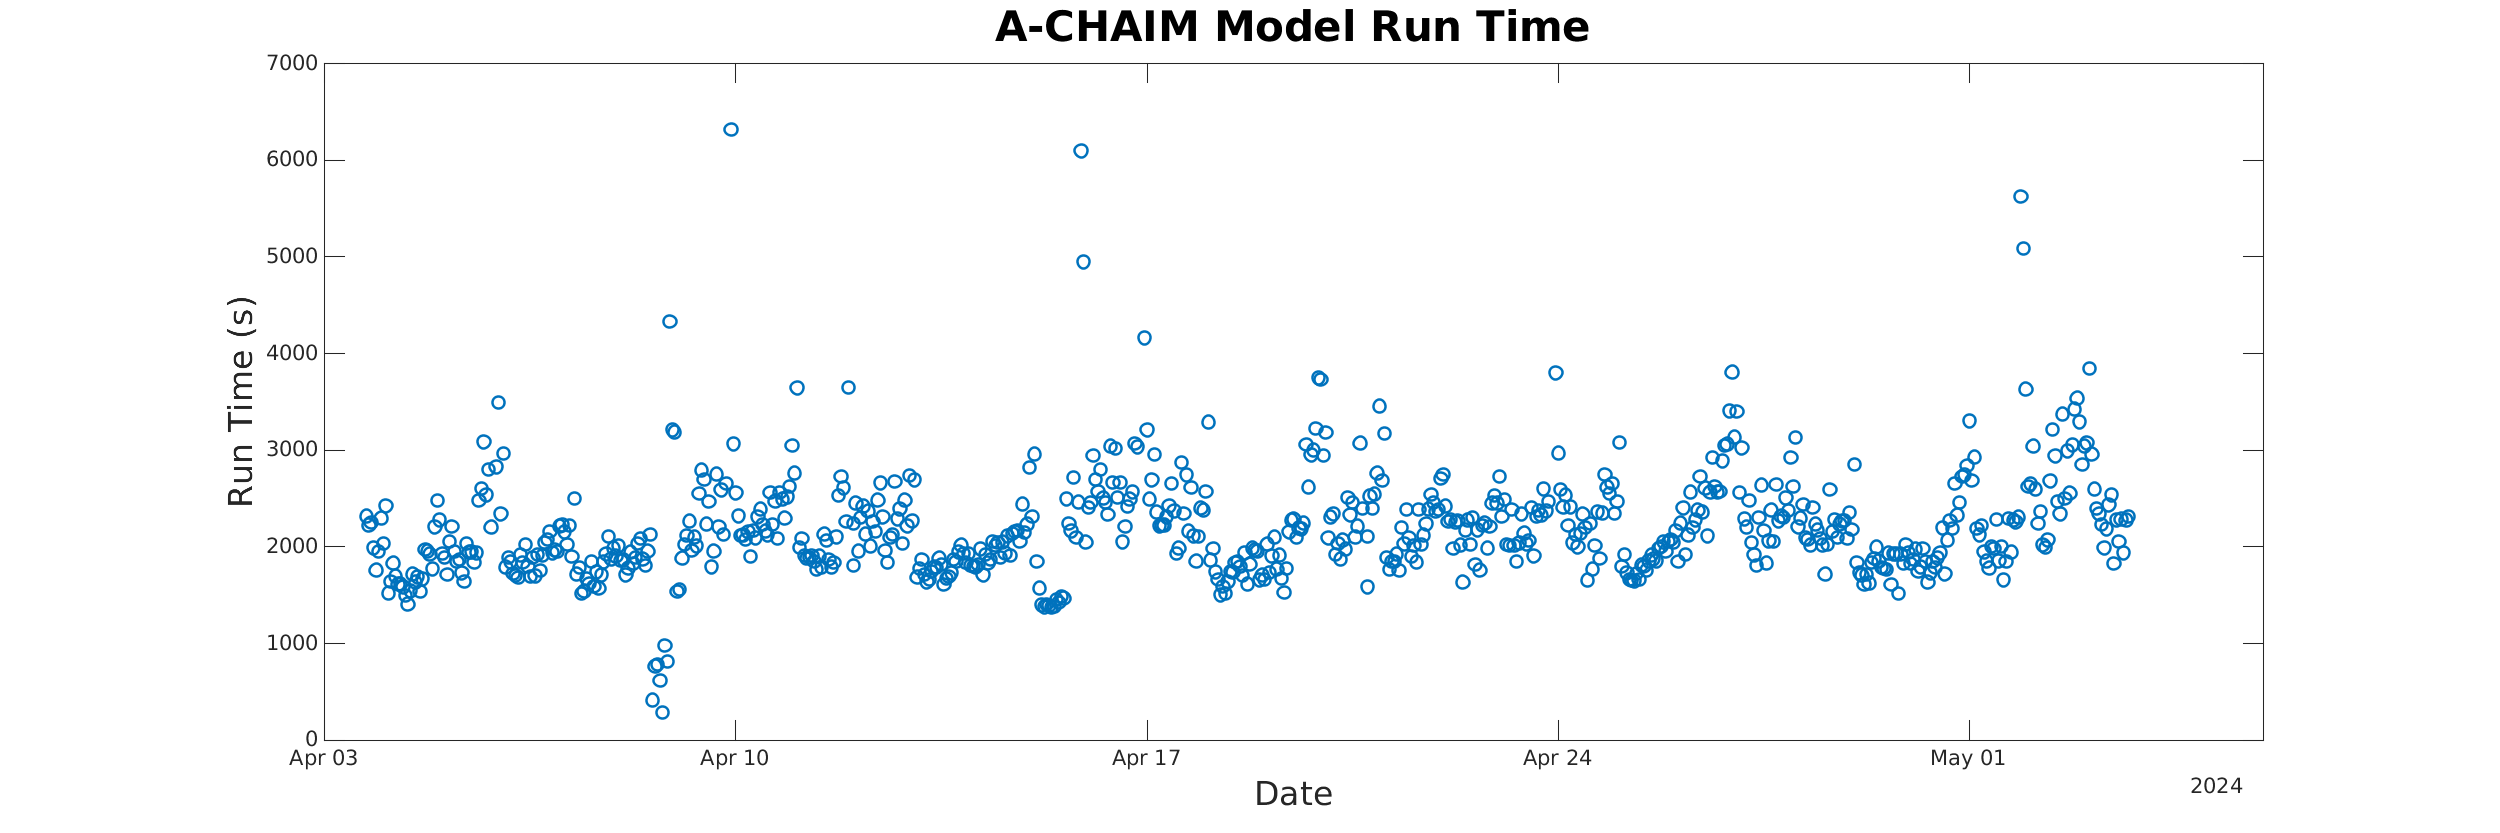 A-CHAIM Model Run Time
7000
6000
5000
4000
3000
2000
1000
0
Run Time (s)
Apr 03
Apr 10
Apr 17
Apr 24
May 01
Date
2024